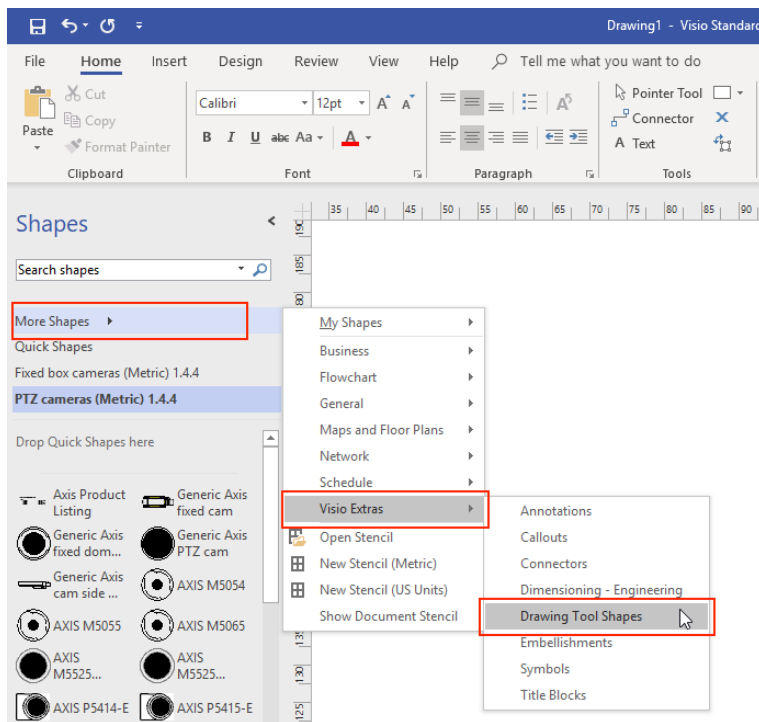 Drawing1 - Visio Standard
File Home Insert Design Review View Help Tell me what you want to do
Cut
Copy
Format Painter
Paste
Clipboard
Calibri 12pt A A
B I U abc Aa A
Font
Paragraph
A
Pointer Tool
Connector
A Text
Tools
Shapes
Search shapes
More Shapes
Quick Shapes
Fixed box cameras (Metric) 1.4.4
PTZ cameras (Metric) 1.4.4
Drop Quick Shapes here
Axis Product Listing
Generic Axis fixed cam
Generic Axis fixed dom...
Generic Axis PTZ cam
Generic Axis cam side ...
AXIS M5054
AXIS M5055
AXIS M5065
AXIS M5525...
AXIS M5525...
AXIS P5414-E
AXIS P5415-E
35 40 45 50 55 60 65 70 75 80 85 90
190
185
80
135
130
125
My Shapes
Business
Flowchart
General
Maps and Floor Plans
Network
Schedule
Visio Extras
Open Stencil
New Stencil (Metric)
New Stencil (US Units)
Show Document Stencil
Annotations
Callouts
Connectors
Dimensioning - Engineering
Drawing Tool Shapes
Embellishments
Symbols
Title Blocks